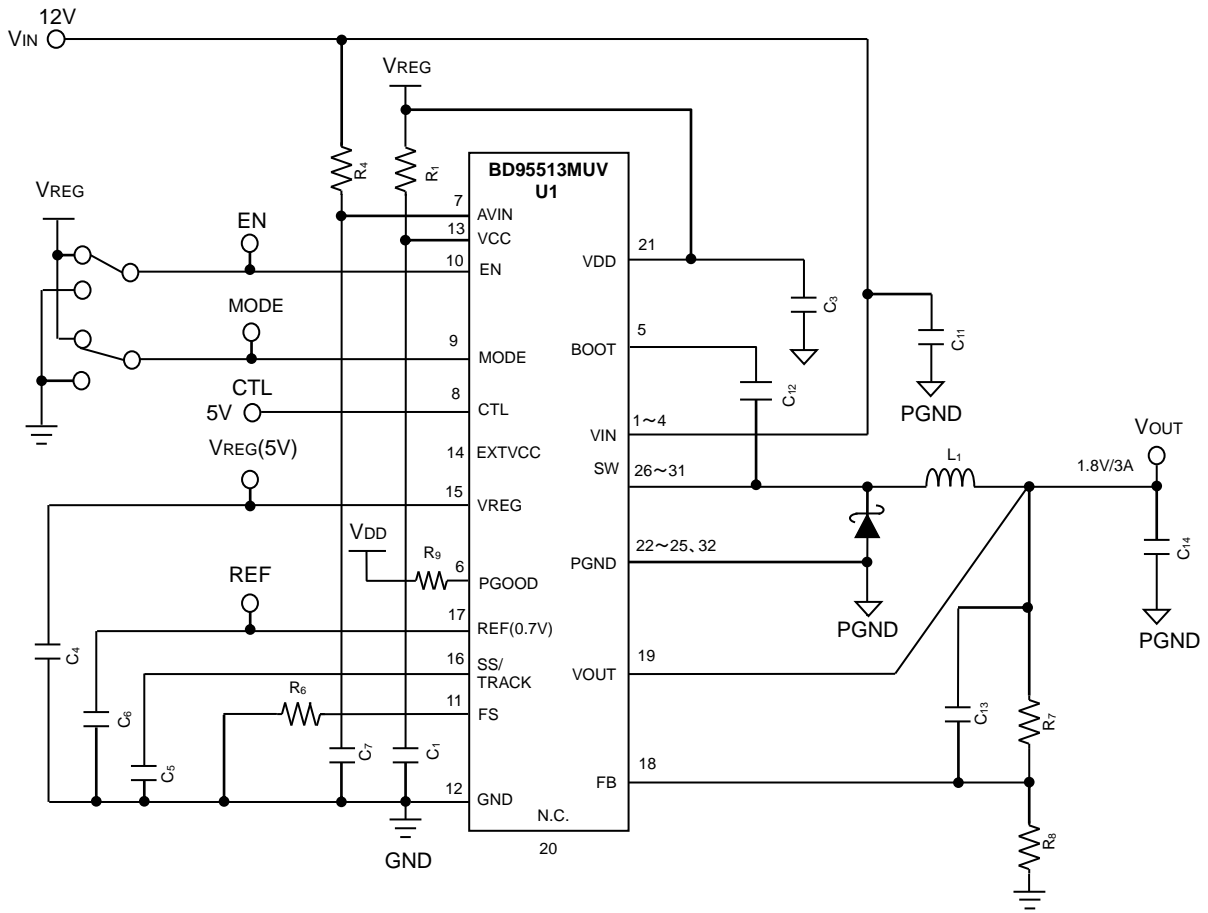 12V
VIN
VREG
R4
R1
BD95513MUV
U1
VREG
EN
7 AVIN
13 VCC
10 EN
21
VDD
MODE
C3
9 MODE
5
BOOT
C11
CTL
5V
8 CTL
C12
PGND
1～4
VIN
VOUT
VREG(5V)
14 EXTVCC
SW
26～31
L1
1.8V/3A
15 VREG
VDD
R9
22～25、32
PGND
C14
6 PGOOD
REF
17 REF(0.7V)
PGND
PGND
C4
16 SS/
TRACK
19
VOUT
R6
11 FS
C6
C13
R7
C5
C7
C1
18
FB
12 GND
N.C.
R8
20
GND